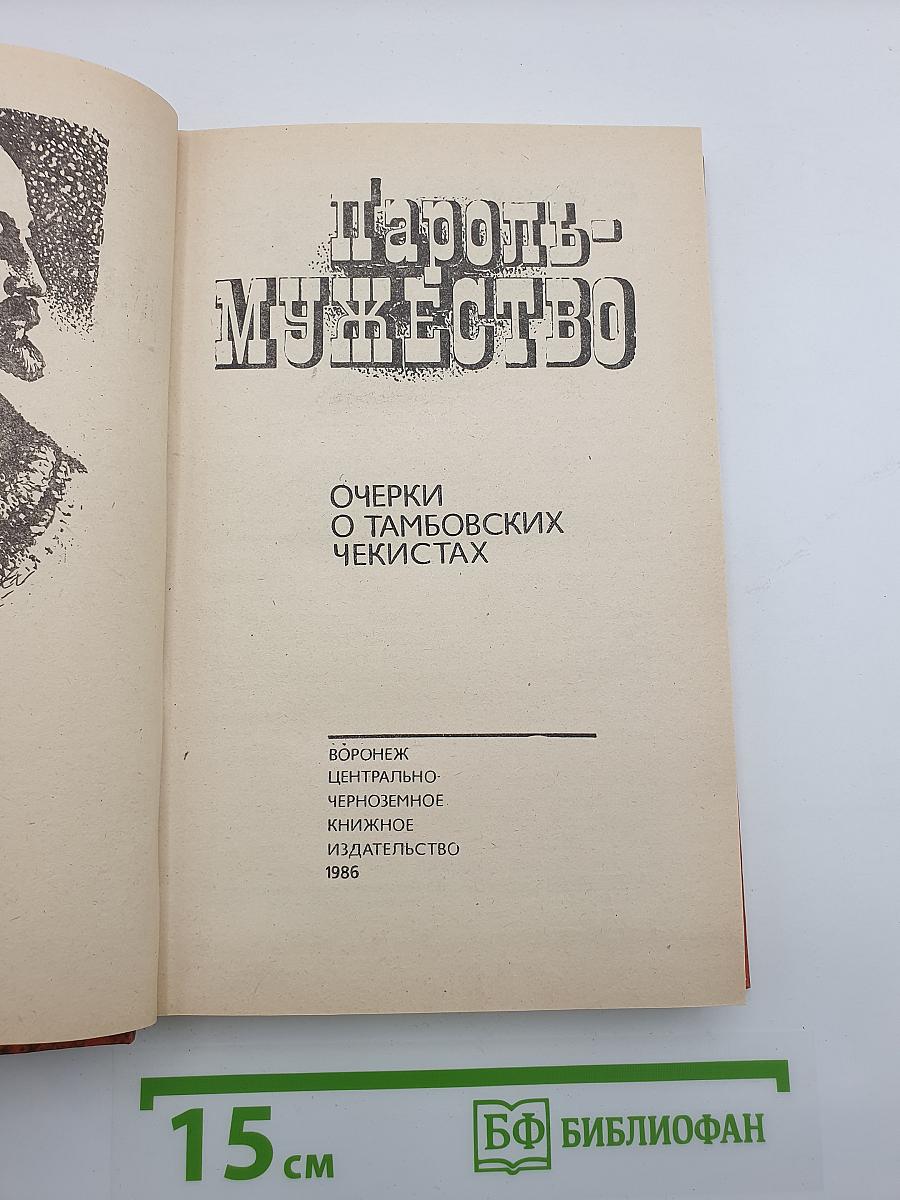 Пароль-
МУЖЕСТВО
ОЧЕРКИ
О ТАМБОВСКИХ
ЧЕКИСТАХ
ВОРОНЕЖ
ЦЕНТРАЛЬНО-
ЧЕРНОЗЕМНОЕ
КНИЖНОЕ
ИЗДАТЕЛЬСТВО
1986
15 см
БФ БИБЛИОФАН